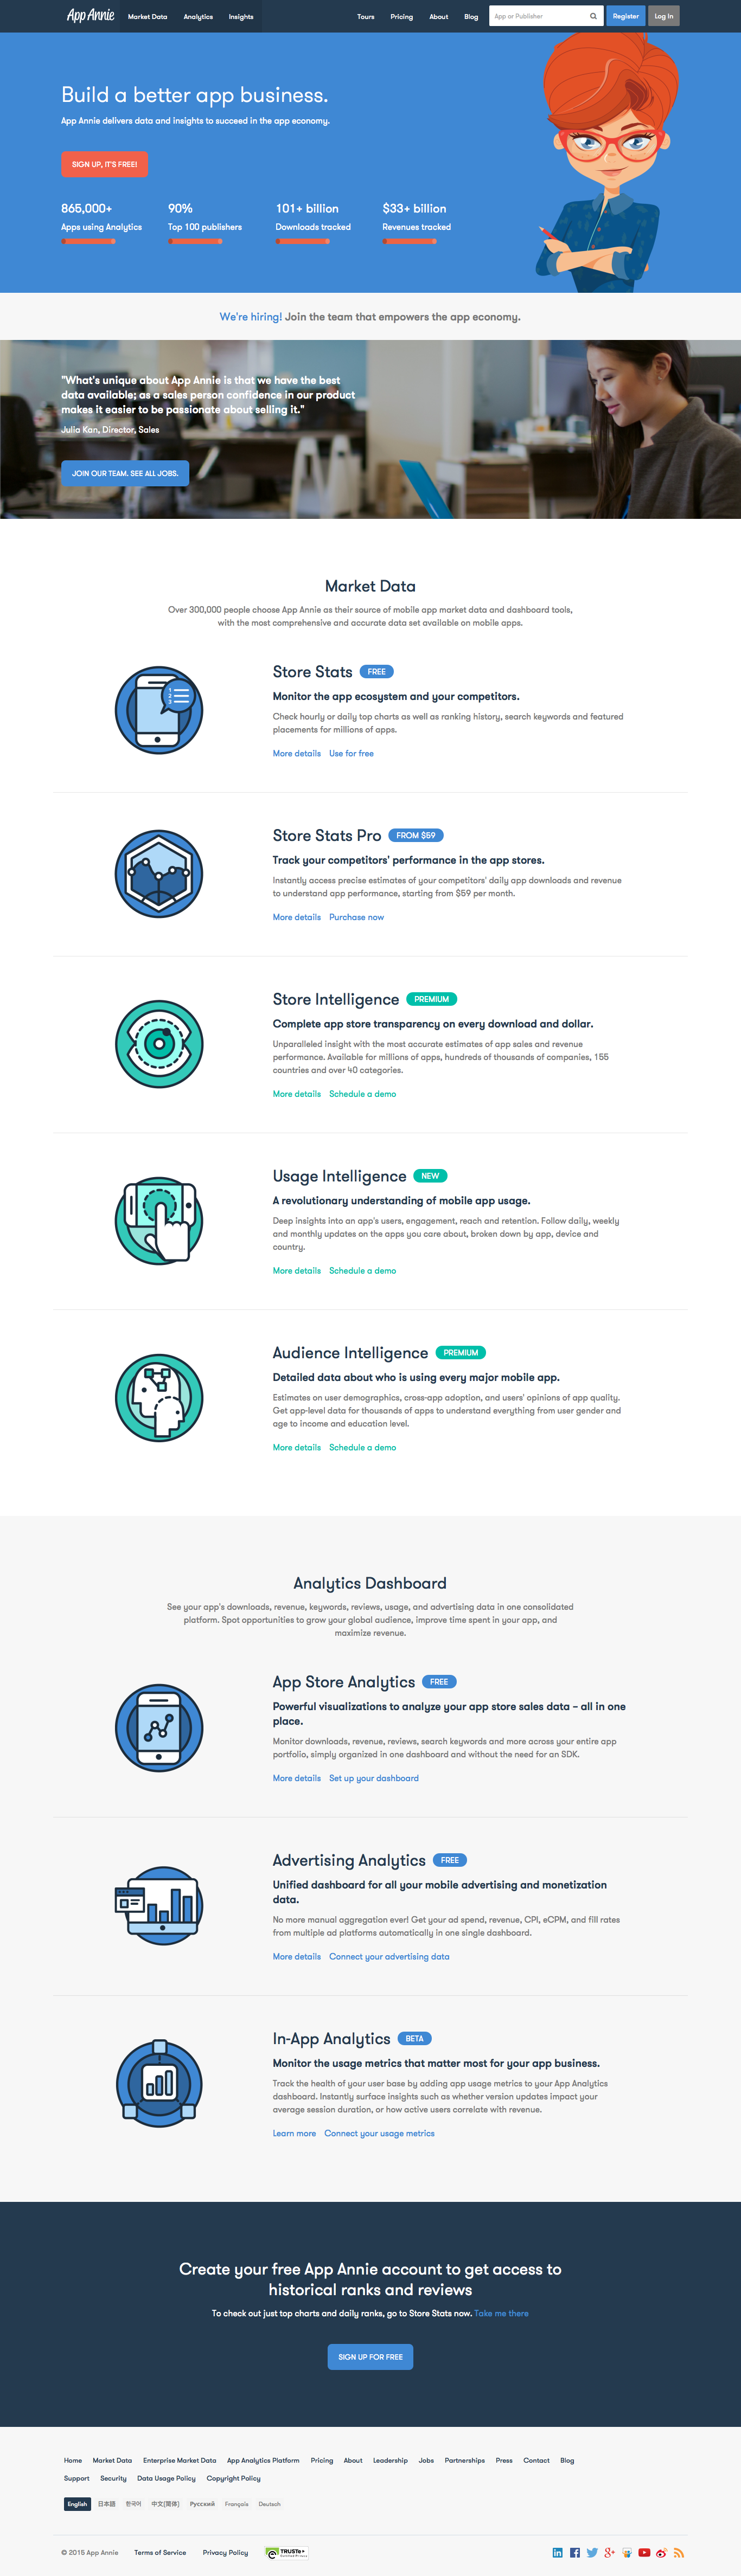 App Annie
Market Data Analytics Insights Tours Pricing About Blog App or Publisher Register Log In
Build a better app business.
App Annie delivers data and insights to succeed in the app economy.
SIGN UP, IT'S FREE!
865,000+ 90% 101+ billion $33+ billion
Apps using Analytics Top 100 publishers Downloads tracked Revenues tracked
We're hiring! Join the team that empowers the app economy.
"What's unique about App Annie is that we have the best
data available; as a sales person confidence in our product
makes it easier to be passionate about selling it."
Julia Kan, Director, Sales
JOIN OUR TEAM. SEE ALL JOBS.
Market Data
Over 300,000 people choose App Annie as their source of mobile app market data and dashboard tools,
with the most comprehensive and accurate data set available on mobile apps.
1
2
3
Store Stats FREE
Monitor the app ecosystem and your competitors.
Check hourly or daily top charts as well as ranking history, search keywords and featured
placements for millions of apps.
More details Use for free
Store Stats Pro FROM $59
Track your competitors' performance in the app stores.
Instantly access precise estimates of your competitors' daily app downloads and revenue
to understand app performance, starting from $59 per month.
More details Purchase now
Store Intelligence PREMIUM
Complete app store transparency on every download and dollar.
Unparalleled insight with the most accurate estimates of app sales and revenue
performance. Available for millions of apps, hundreds of thousands of companies, 155
countries and over 40 categories.
More details Schedule a demo
Usage Intelligence NEW
A revolutionary understanding of mobile app usage.
Deep insights into an app's users, engagement, reach and retention. Follow daily, weekly
and monthly updates on the apps you care about, broken down by app, device and
country.
More details Schedule a demo
Audience Intelligence PREMIUM
Detailed data about who is using every major mobile app.
Estimates on user demographics, cross-app adoption, and users' opinions of app quality.
Get app-level data for thousands of apps to understand everything from user gender and
age to income and education level.
More details Schedule a demo
Analytics Dashboard
See your app's downloads, revenue, keywords, reviews, usage, and advertising data in one consolidated
platform. Spot opportunities to grow your global audience, improve time spent in your app, and
maximize revenue.
App Store Analytics FREE
Powerful visualizations to analyze your app store sales data – all in one
place.
Monitor downloads, revenue, reviews, search keywords and more across your entire app
portfolio, simply organized in one dashboard and without the need for an SDK.
More details Set up your dashboard
Advertising Analytics FREE
Unified dashboard for all your mobile advertising and monetization
data.
No more manual aggregation ever! Get your ad spend, revenue, CPI, eCPM, and fill rates
from multiple ad platforms automatically in one single dashboard.
More details Connect your advertising data
In-App Analytics BETA
Monitor the usage metrics that matter most for your app business.
Track the health of your user base by adding app usage metrics to your App Analytics
dashboard. Instantly surface insights such as whether version updates impact your
average session duration, or how active users correlate with revenue.
Learn more Connect your usage metrics
Create your free App Annie account to get access to
historical ranks and reviews
To check out just top charts and daily ranks, go to Store Stats now. Take me there
SIGN UP FOR FREE
Home Market Data Enterprise Market Data App Analytics Platform Pricing About Leadership Jobs Partnerships Press Contact Blog
Support Security Data Usage Policy Copyright Policy
English 日本語 한국어 中文(简体) Русский Français Deutsch
© 2015 App Annie Terms of Service Privacy Policy TRUSTe